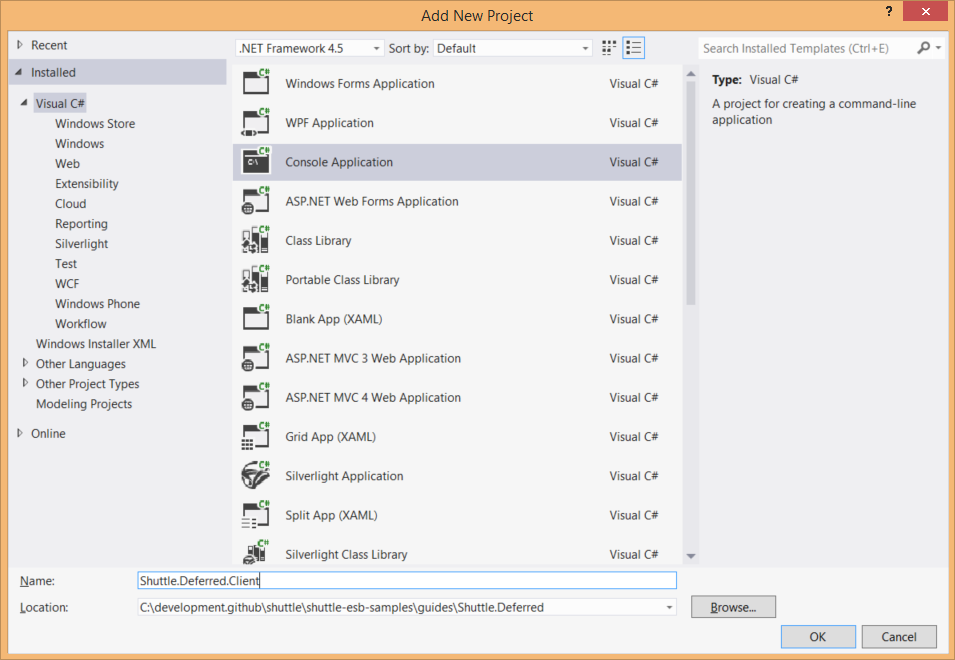 Add New Project
?
Recent
Installed
Visual C#
Windows Store
Windows
Web
Extensibility
Cloud
Reporting
Silverlight
Test
WCF
Windows Phone
Workflow
Windows Installer XML
Other Languages
Other Project Types
Modeling Projects
Online
.NET Framework 4.5 Sort by: Default
Windows Forms Application Visual C#
WPF Application Visual C#
Console Application Visual C#
ASP.NET Web Forms Application Visual C#
Class Library Visual C#
Portable Class Library Visual C#
Blank App (XAML) Visual C#
ASP.NET MVC 3 Web Application Visual C#
ASP.NET MVC 4 Web Application Visual C#
Grid App (XAML) Visual C#
Silverlight Application Visual C#
Split App (XAML) Visual C#
Silverlight Class Library Visual C#
Search Installed Templates (Ctrl+E)
Type: Visual C#
A project for creating a command-line
application
Name: Shuttle.Deferred.Client
Location: C:\development.github\shuttle\shuttle-esb-samples\guides\Shuttle.Deferred
Browse...
OK Cancel